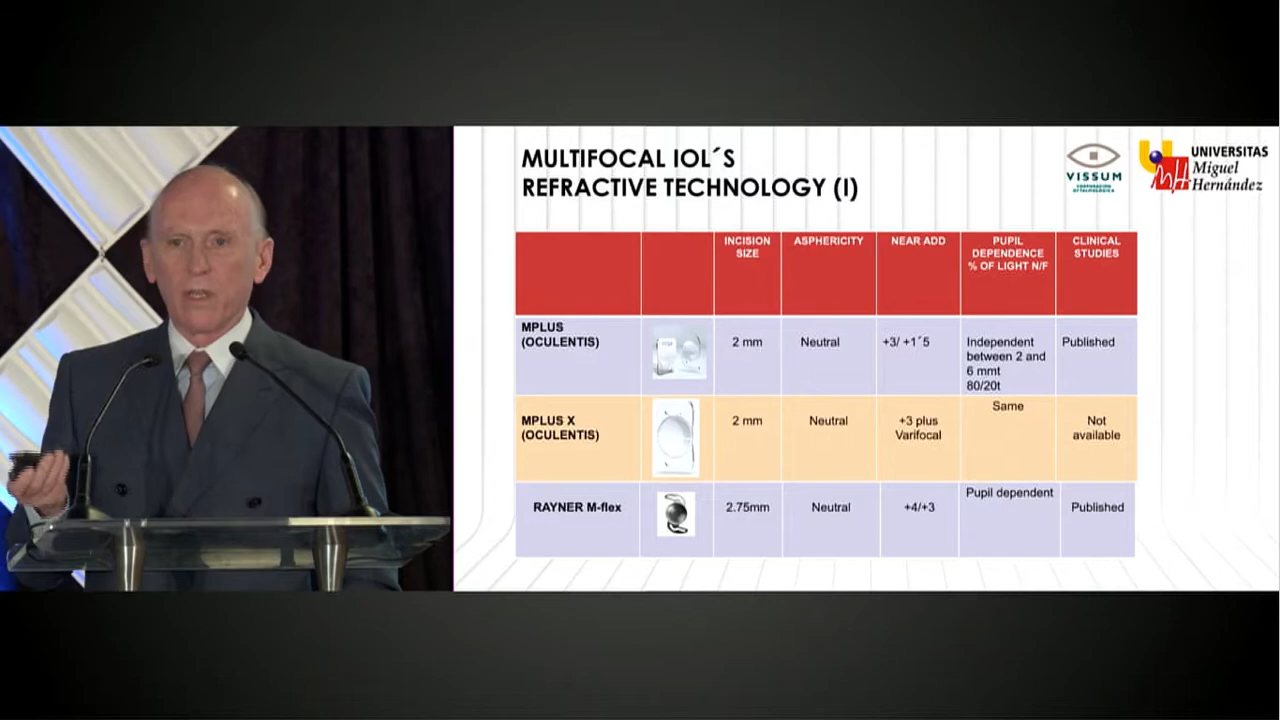 MULTIFOCAL IOL´S
REFRACTIVE TECHNOLOGY (I)
VISSUM
CORPORACIÓN
OFTALMOLÓGICA
UNIVERSITAS
Miguel
Hernández
INCISION
SIZE
ASPHERICITY
NEAR ADD
PUPIL
DEPENDENCE
% OF LIGHT N/F
CLINICAL
STUDIES
MPLUS
(OCULENTIS)
2 mm
Neutral
+3/ +1´5
Independent
between 2 and
6 mmt
80/20t
Published
MPLUS X
(OCULENTIS)
2 mm
Neutral
+3 plus
Varifocal
Same
Not
available
RAYNER M-flex
2.75mm
Neutral
+4/+3
Pupil dependent
Published